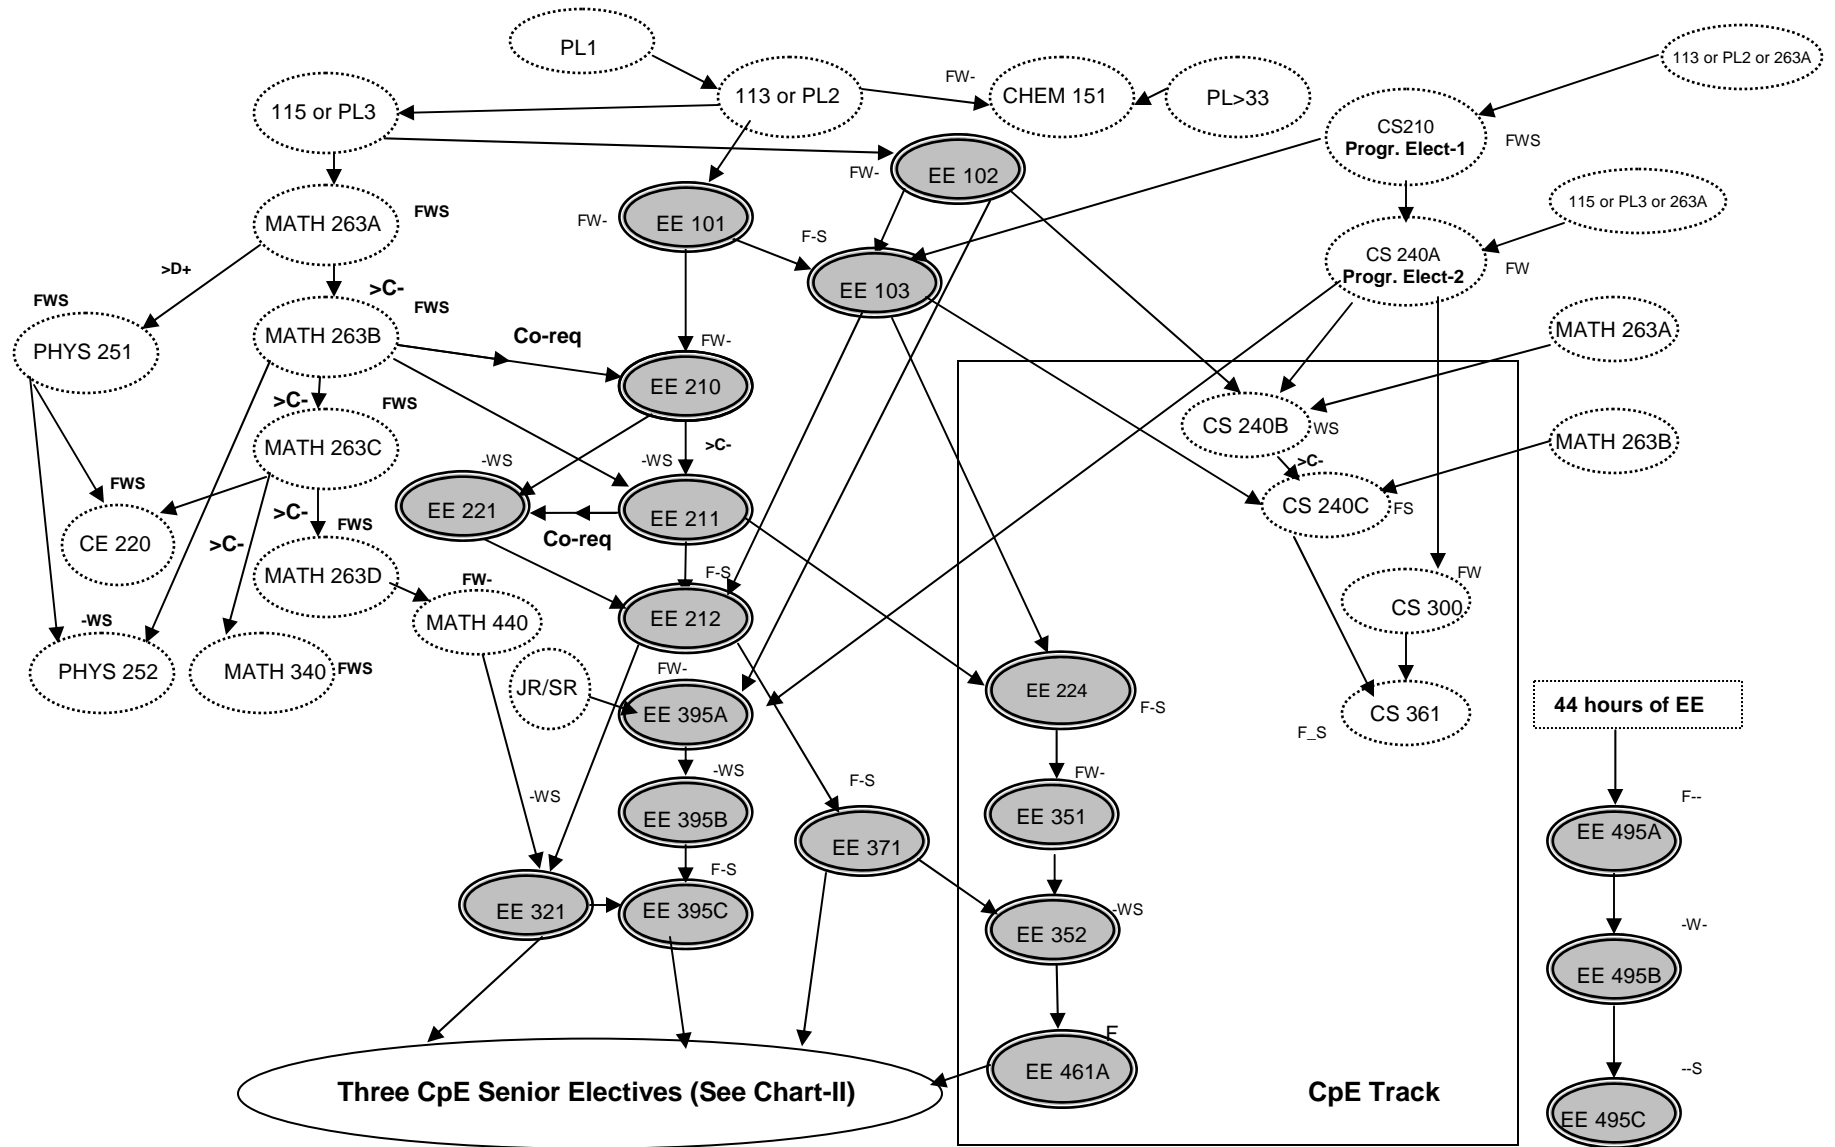 PL1
FW-
113 or PL2 or 263A
115 or PL3
113 or PL2
CHEM 151
PL>33
CS210
Progr. Elect-1
FWS
FW-
EE 102
MATH 263A
FWS
FW-
EE 101
F-S
115 or PL3 or 263A
CS 240A
Progr. Elect-2
FW
>D+
>C-
EE 103
FWS
FWS
PHYS 251
MATH 263B
Co-req
FW-
MATH 263A
EE 210
>C-
FWS
CS 240B
WS
MATH 263B
MATH 263C
>C-
-WS
-WS
>C-
FWS
EE 221
EE 211
CS 240C
FS
>C-
FWS
Co-req
CE 220
>C-
MATH 263D
FW-
F-S
FW
CS 300
-WS
MATH 440
EE 212
PHYS 252
MATH 340
FWS
JR/SR
FW-
EE 395A
EE 224
F-S
CS 361
F_S
44 hours of EE
-WS
F-S
FW-
-WS
EE 395B
EE 351
F--
EE 495A
EE 371
F-S
EE 321
EE 395C
-WS
EE 352
-W-
EE 495B
F
EE 461A
--S
Three CpE Senior Electives (See Chart-II)
CpE Track
EE 495C